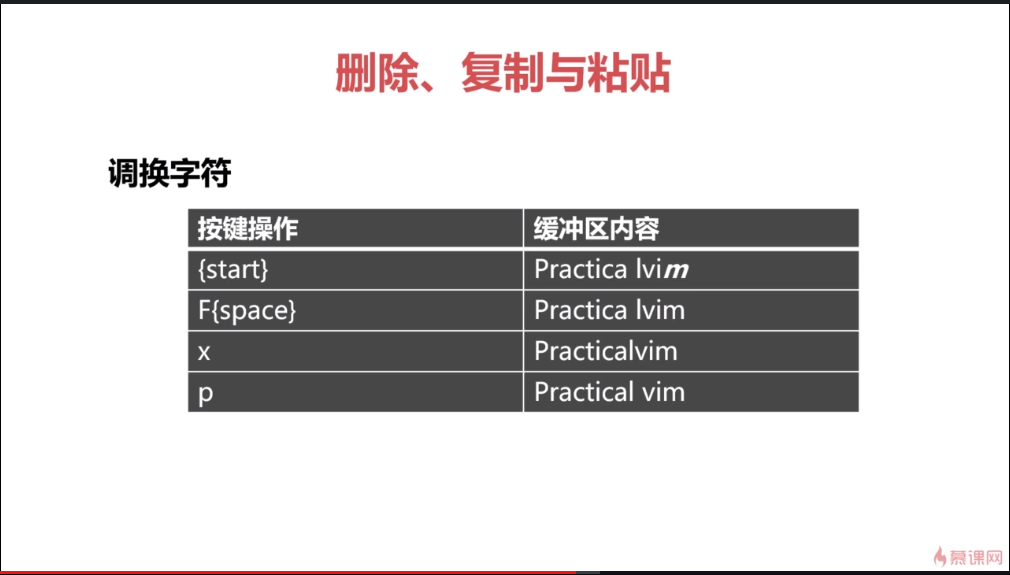 删除、复制与粘贴
调换字符
按键操作 缓冲区内容
{start} Practica lvim
F{space} Practica lvim
x Practicalvim
p Practical vim
慕课网